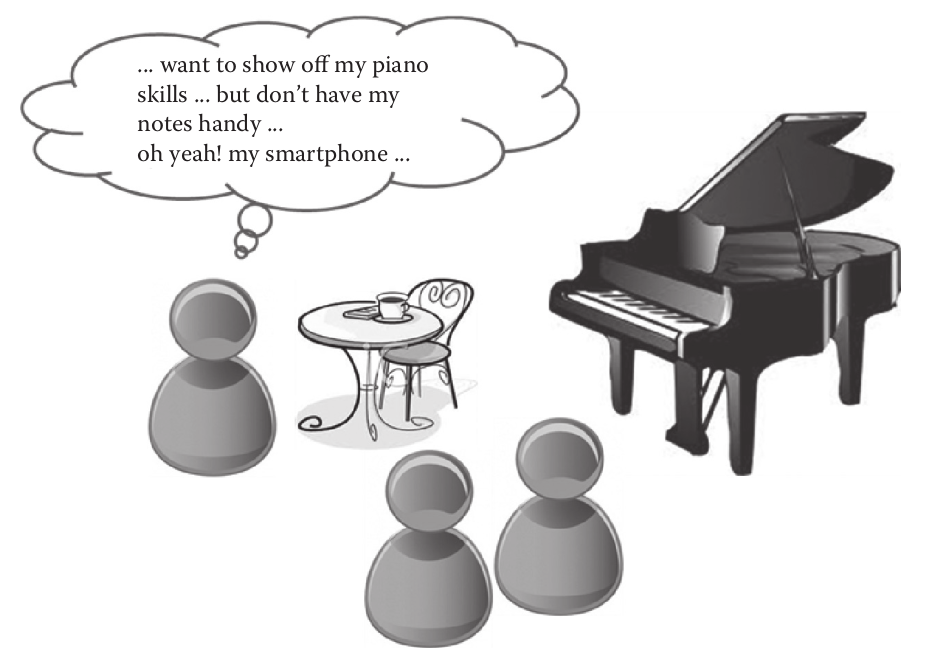 ... want to show off my piano
skills ... but don’t have my
notes handy ...
oh yeah! my smartphone ...